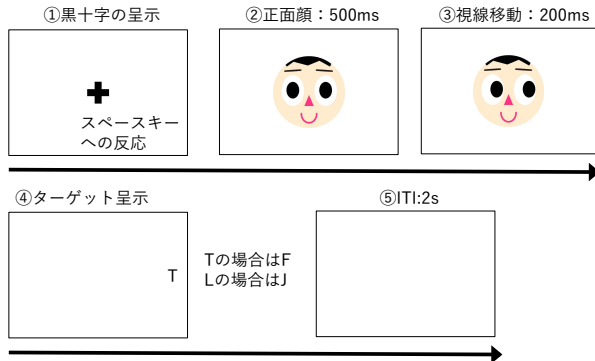 ①黒十字の呈示
②正面顔：500ms
③視線移動：200ms
スペースキー
への反応
④ターゲット呈示
⑤ITI:2s
T
Tの場合はF
Lの場合はJ